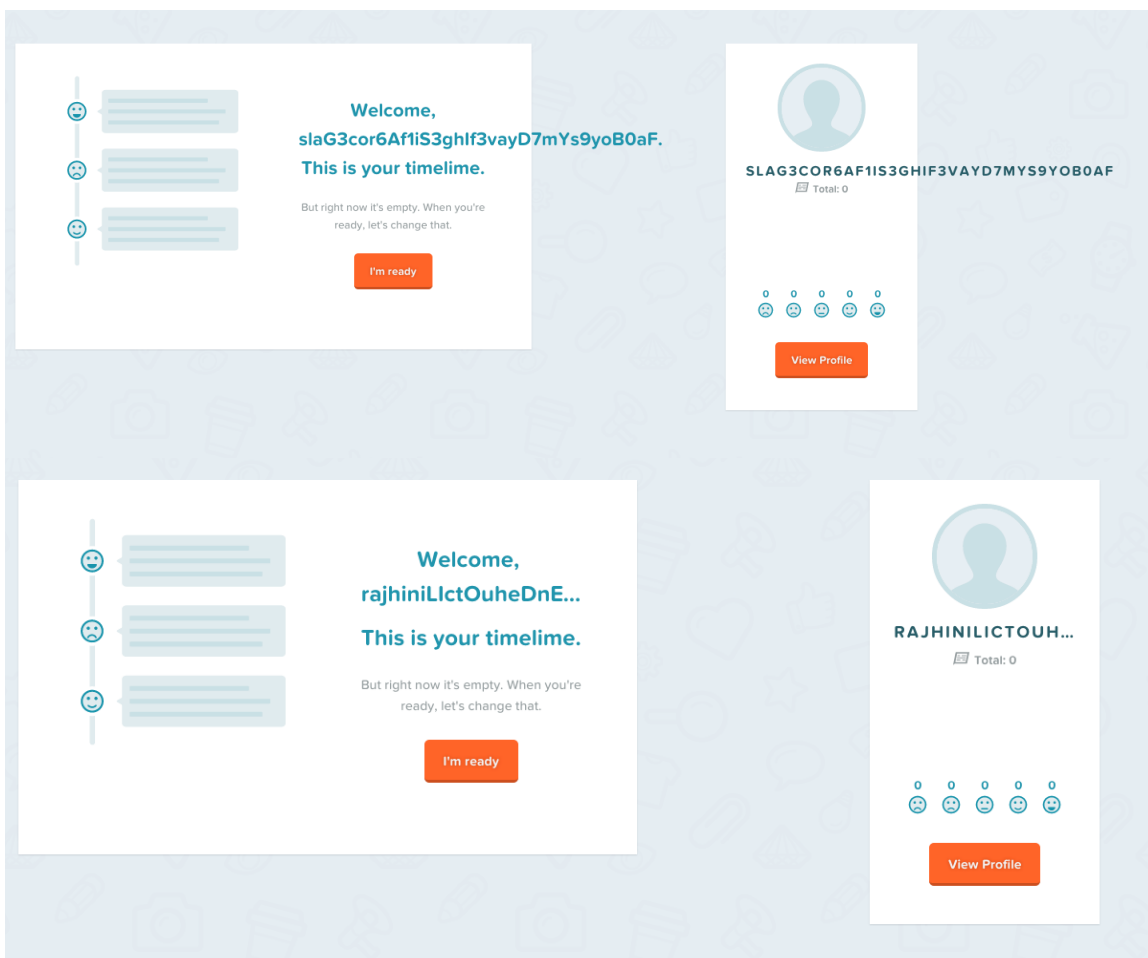 Welcome,
slaG3cor6Af1iS3ghIf3vayD7mYs9yoB0aF.
This is your timelime.
But right now it's empty. When you're
ready, let's change that.
I'm ready
SLAG3COR6AF1IS3GHIF3VAYD7MYS9YOB0AF
Total: 0
0 0 0 0 0
View Profile
Welcome,
rajhiniLIctOuheDnE...
This is your timelime.
But right now it's empty. When you're
ready, let's change that.
I'm ready
RAJHINILICTOUH...
Total: 0
0 0 0 0 0
View Profile